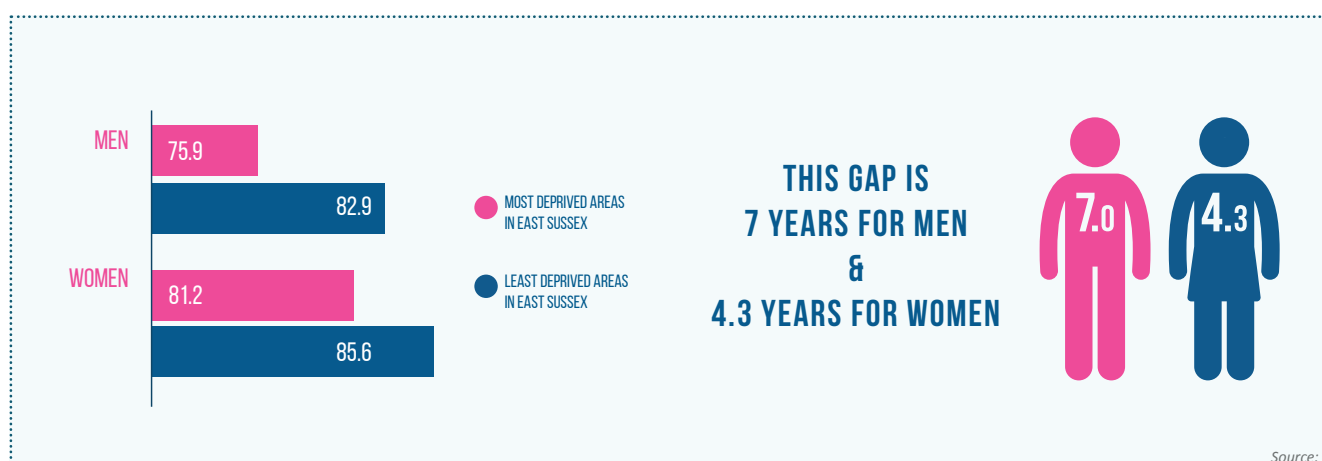 MEN
75.9
82.9
WOMEN
81.2
85.6
MOST DEPRIVED AREAS
IN EAST SUSSEX
LEAST DEPRIVED AREAS
IN EAST SUSSEX
THIS GAP IS
7 YEARS FOR MEN
&
4.3 YEARS FOR WOMEN
7.0
4.3
Source: